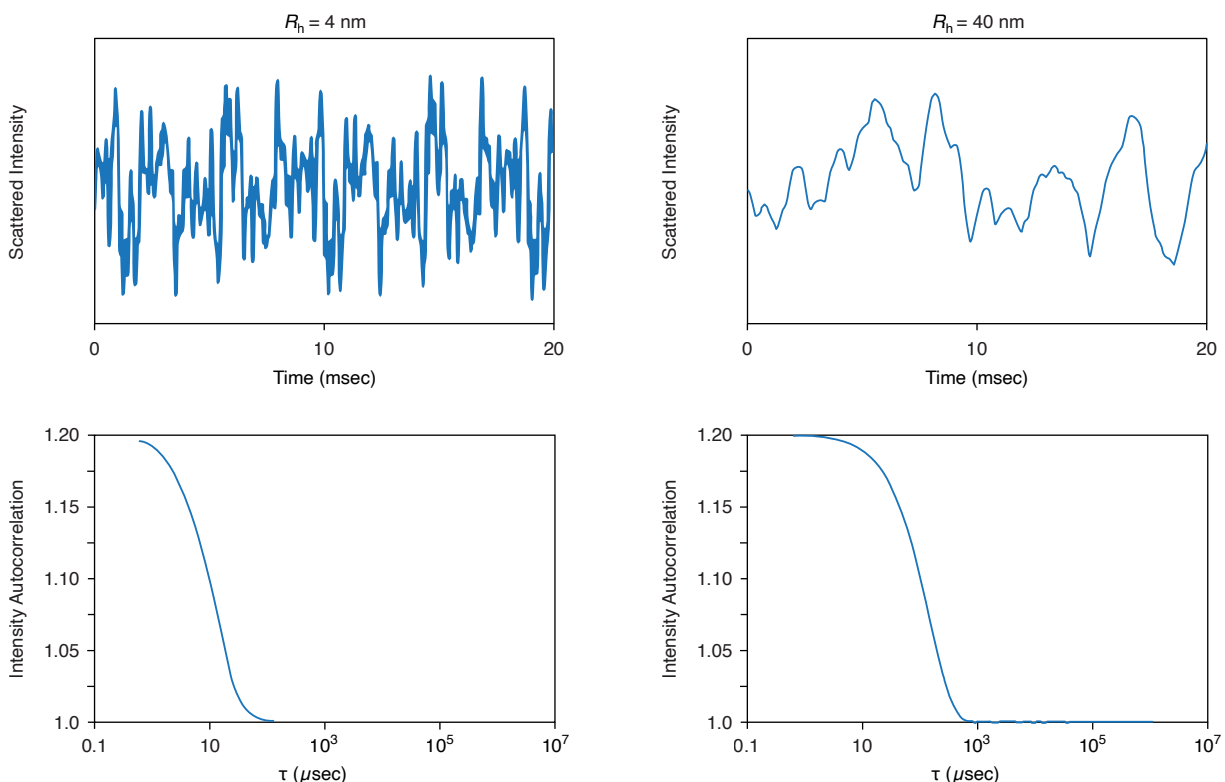 R_h = 4 nm
Scattered Intensity
0 10 20
Time (msec)
R_h = 40 nm
Scattered Intensity
0 10 20
Time (msec)
1.20
1.15
1.10
1.05
1.0
Intensity Autocorrelation
0.1 10 10³ 10⁵ 10⁷
τ (μsec)
1.20
1.15
1.10
1.05
1.0
Intensity Autocorrelation
0.1 10 10³ 10⁵ 10⁷
τ (μsec)